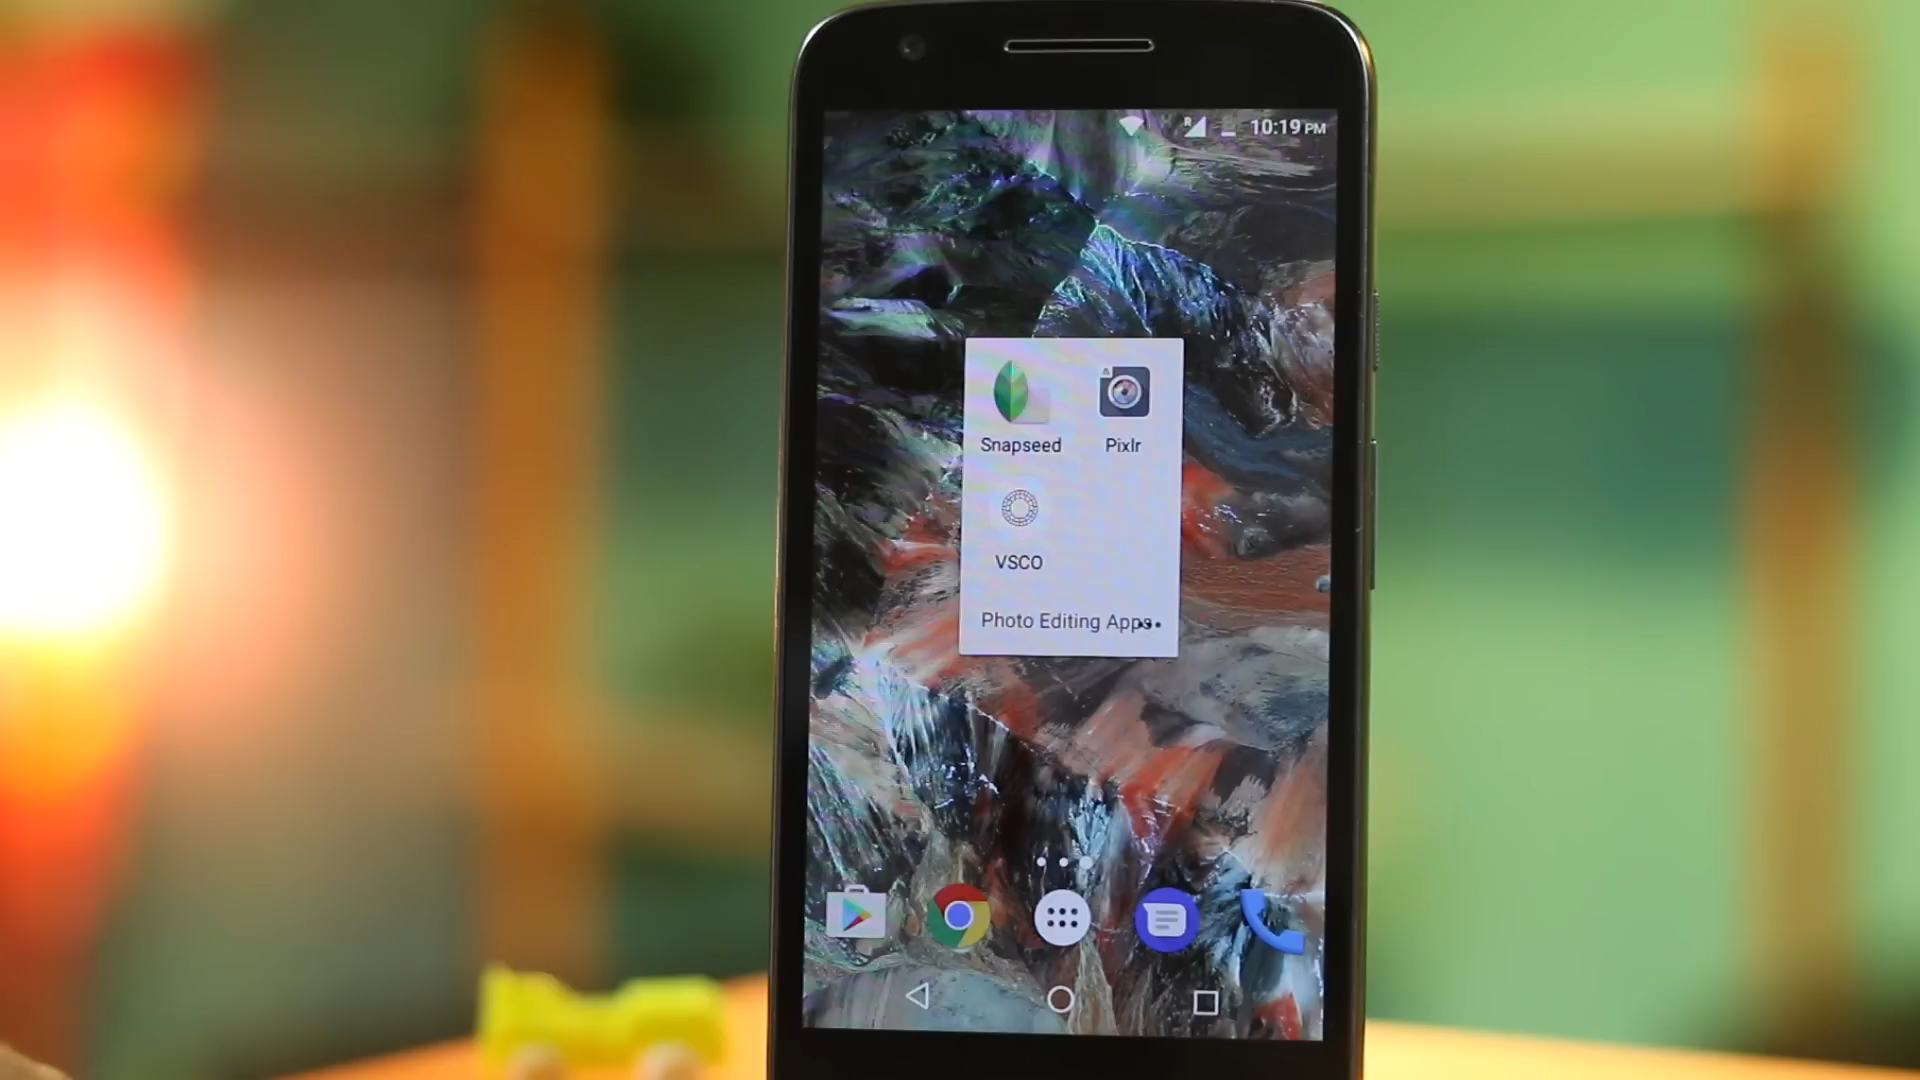 R
10:19 PM
Snapseed
Pixlr
VSCO
Photo Editing Apps